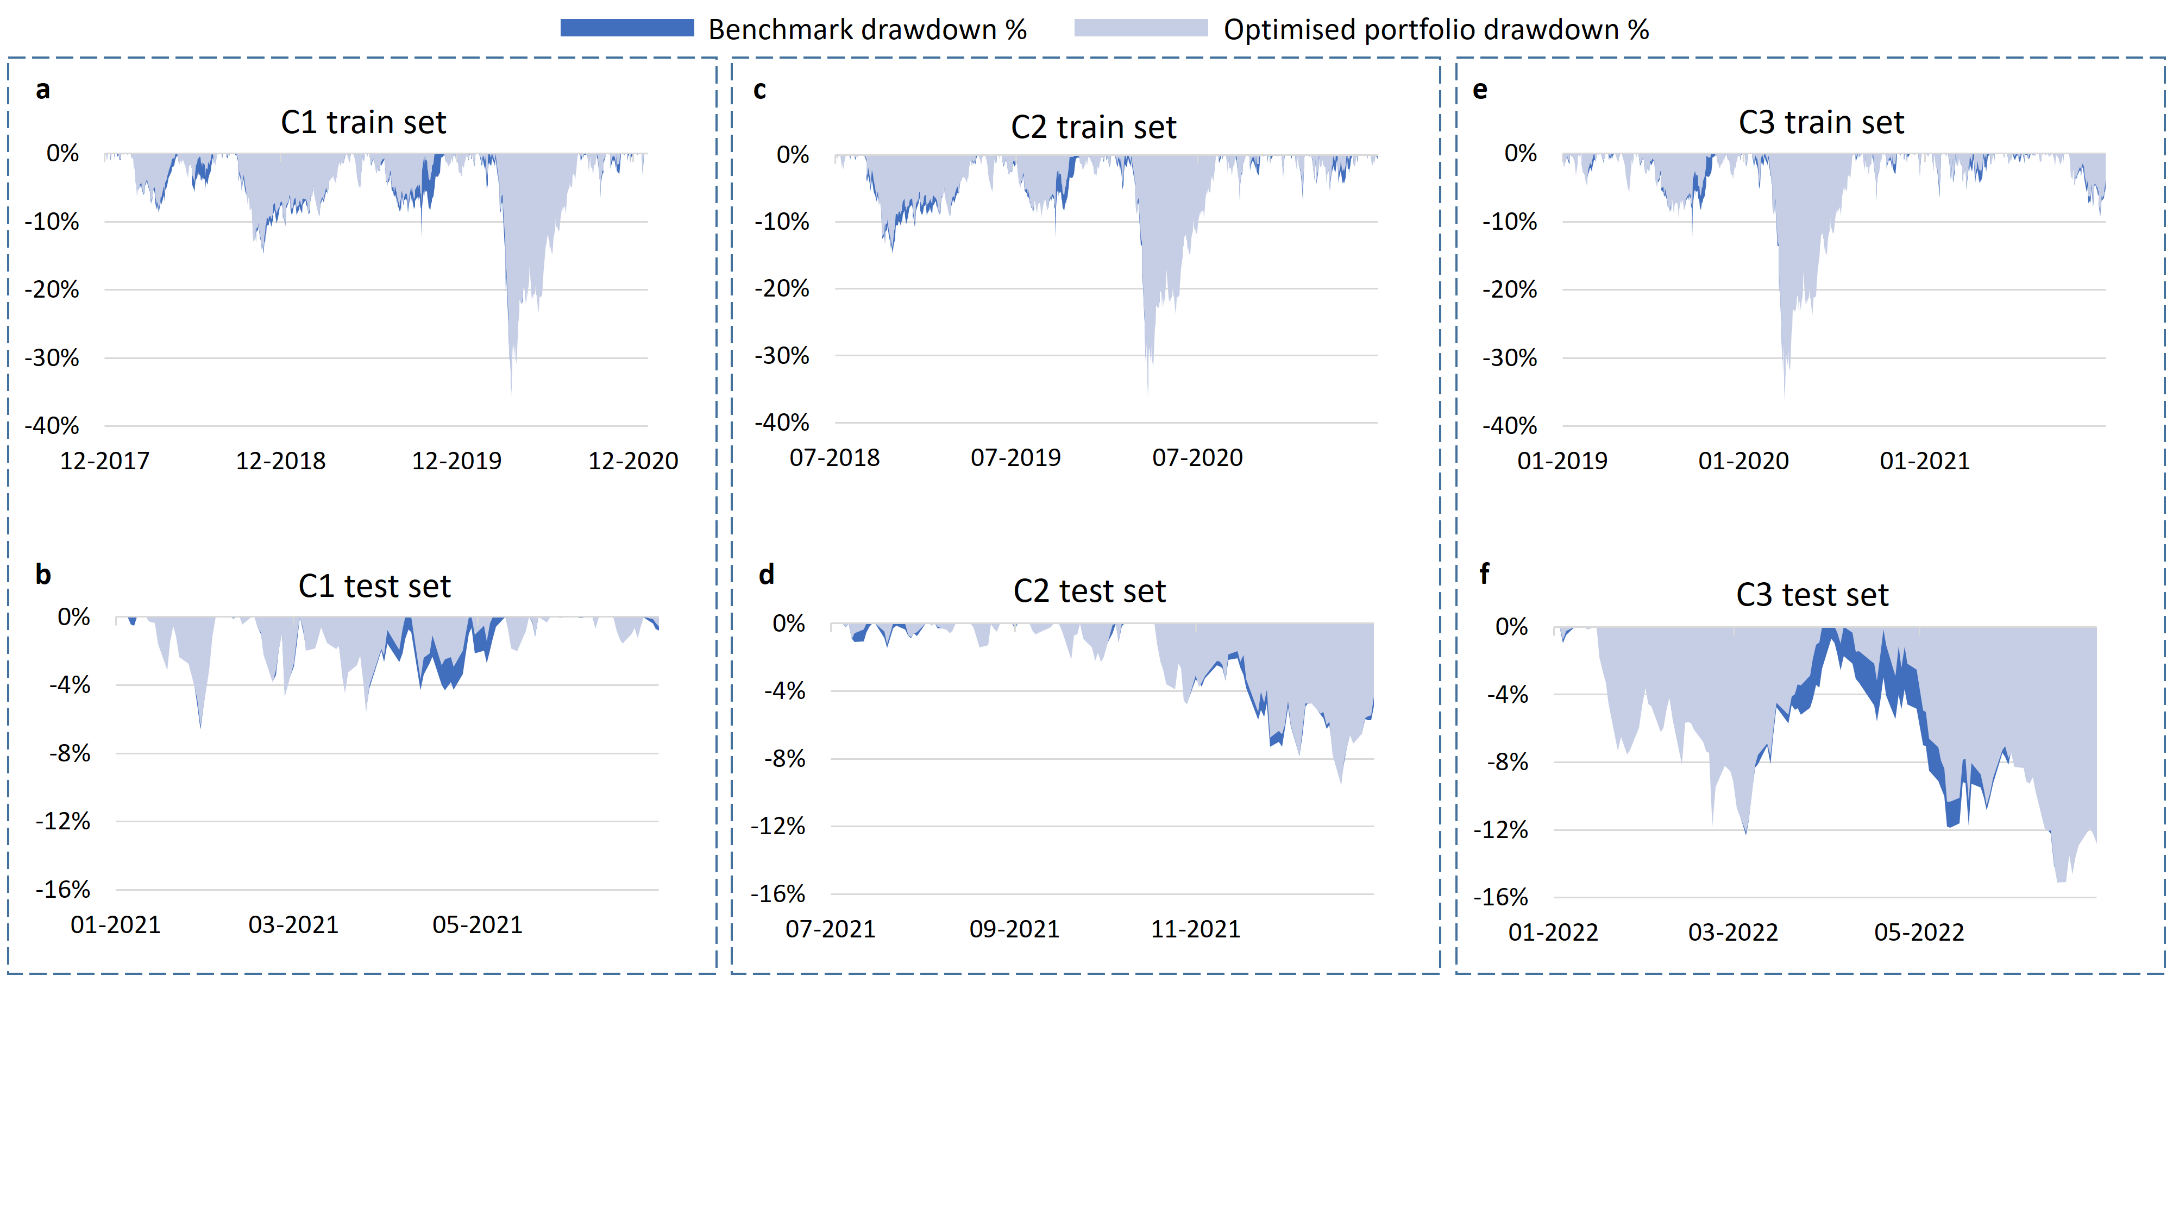 Benchmark drawdown % Optimised portfolio drawdown %
a
C1 train set
0%
-10%
-20%
-30%
-40%
12-2017 12-2018 12-2019 12-2020
b
C1 test set
0%
-4%
-8%
-12%
-16%
01-2021 03-2021 05-2021
c
C2 train set
0%
-10%
-20%
-30%
-40%
07-2018 07-2019 07-2020
d
C2 test set
0%
-4%
-8%
-12%
-16%
07-2021 09-2021 11-2021
e
C3 train set
0%
-10%
-20%
-30%
-40%
01-2019 01-2020 01-2021
f
C3 test set
0%
-4%
-8%
-12%
-16%
01-2022 03-2022 05-2022